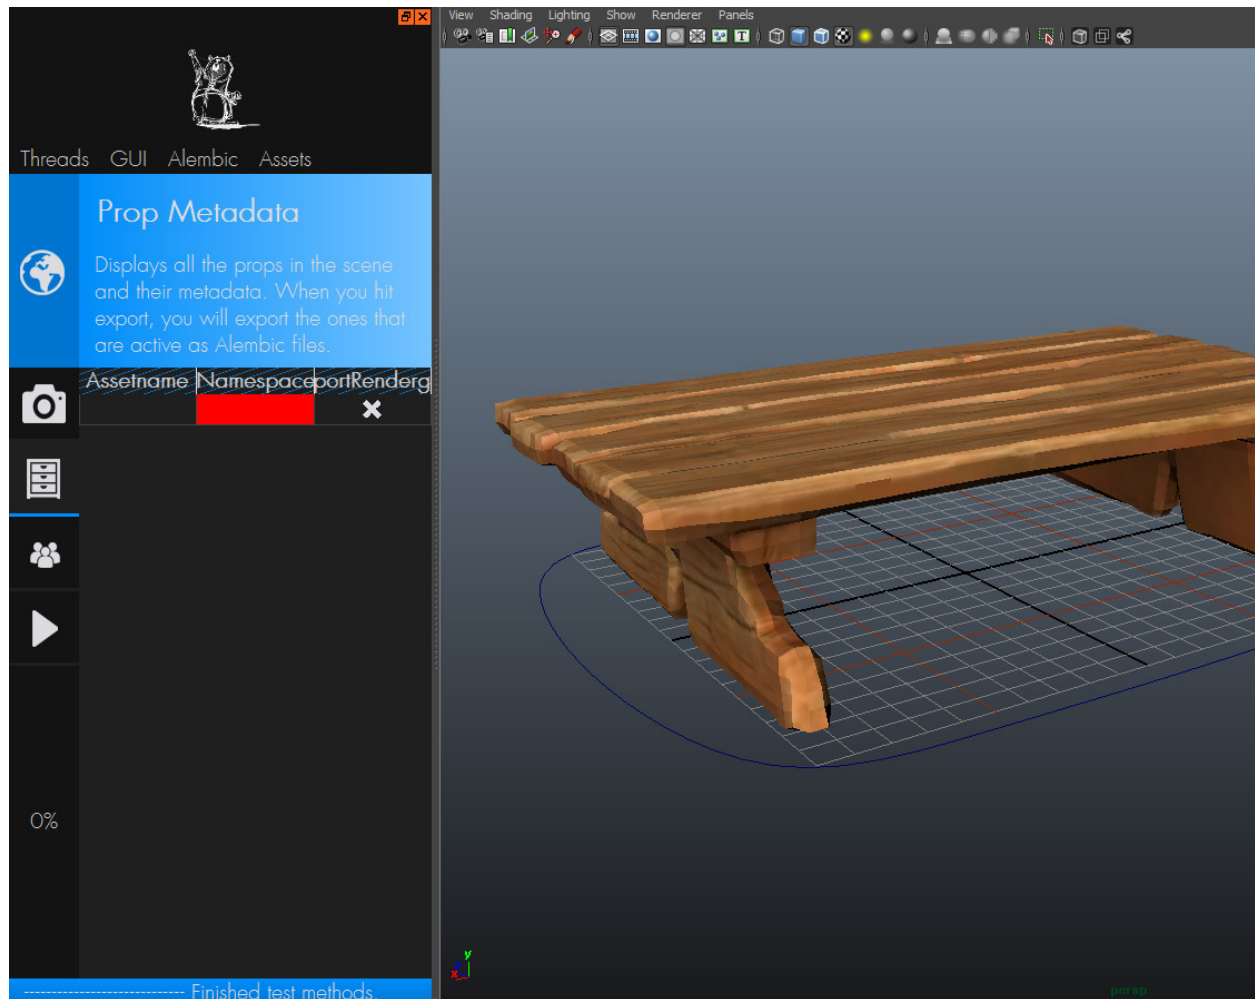 View Shading Lighting Show Renderer Panels
Threads GUI Alembic Assets
Prop Metadata
Displays all the props in the scene
and their metadata. When you hit
export, you will export the ones that
are active as Alembic files.
Assetname Namespace portRenderg
0%
---------------------------- Finished test methods.
y
x
persp